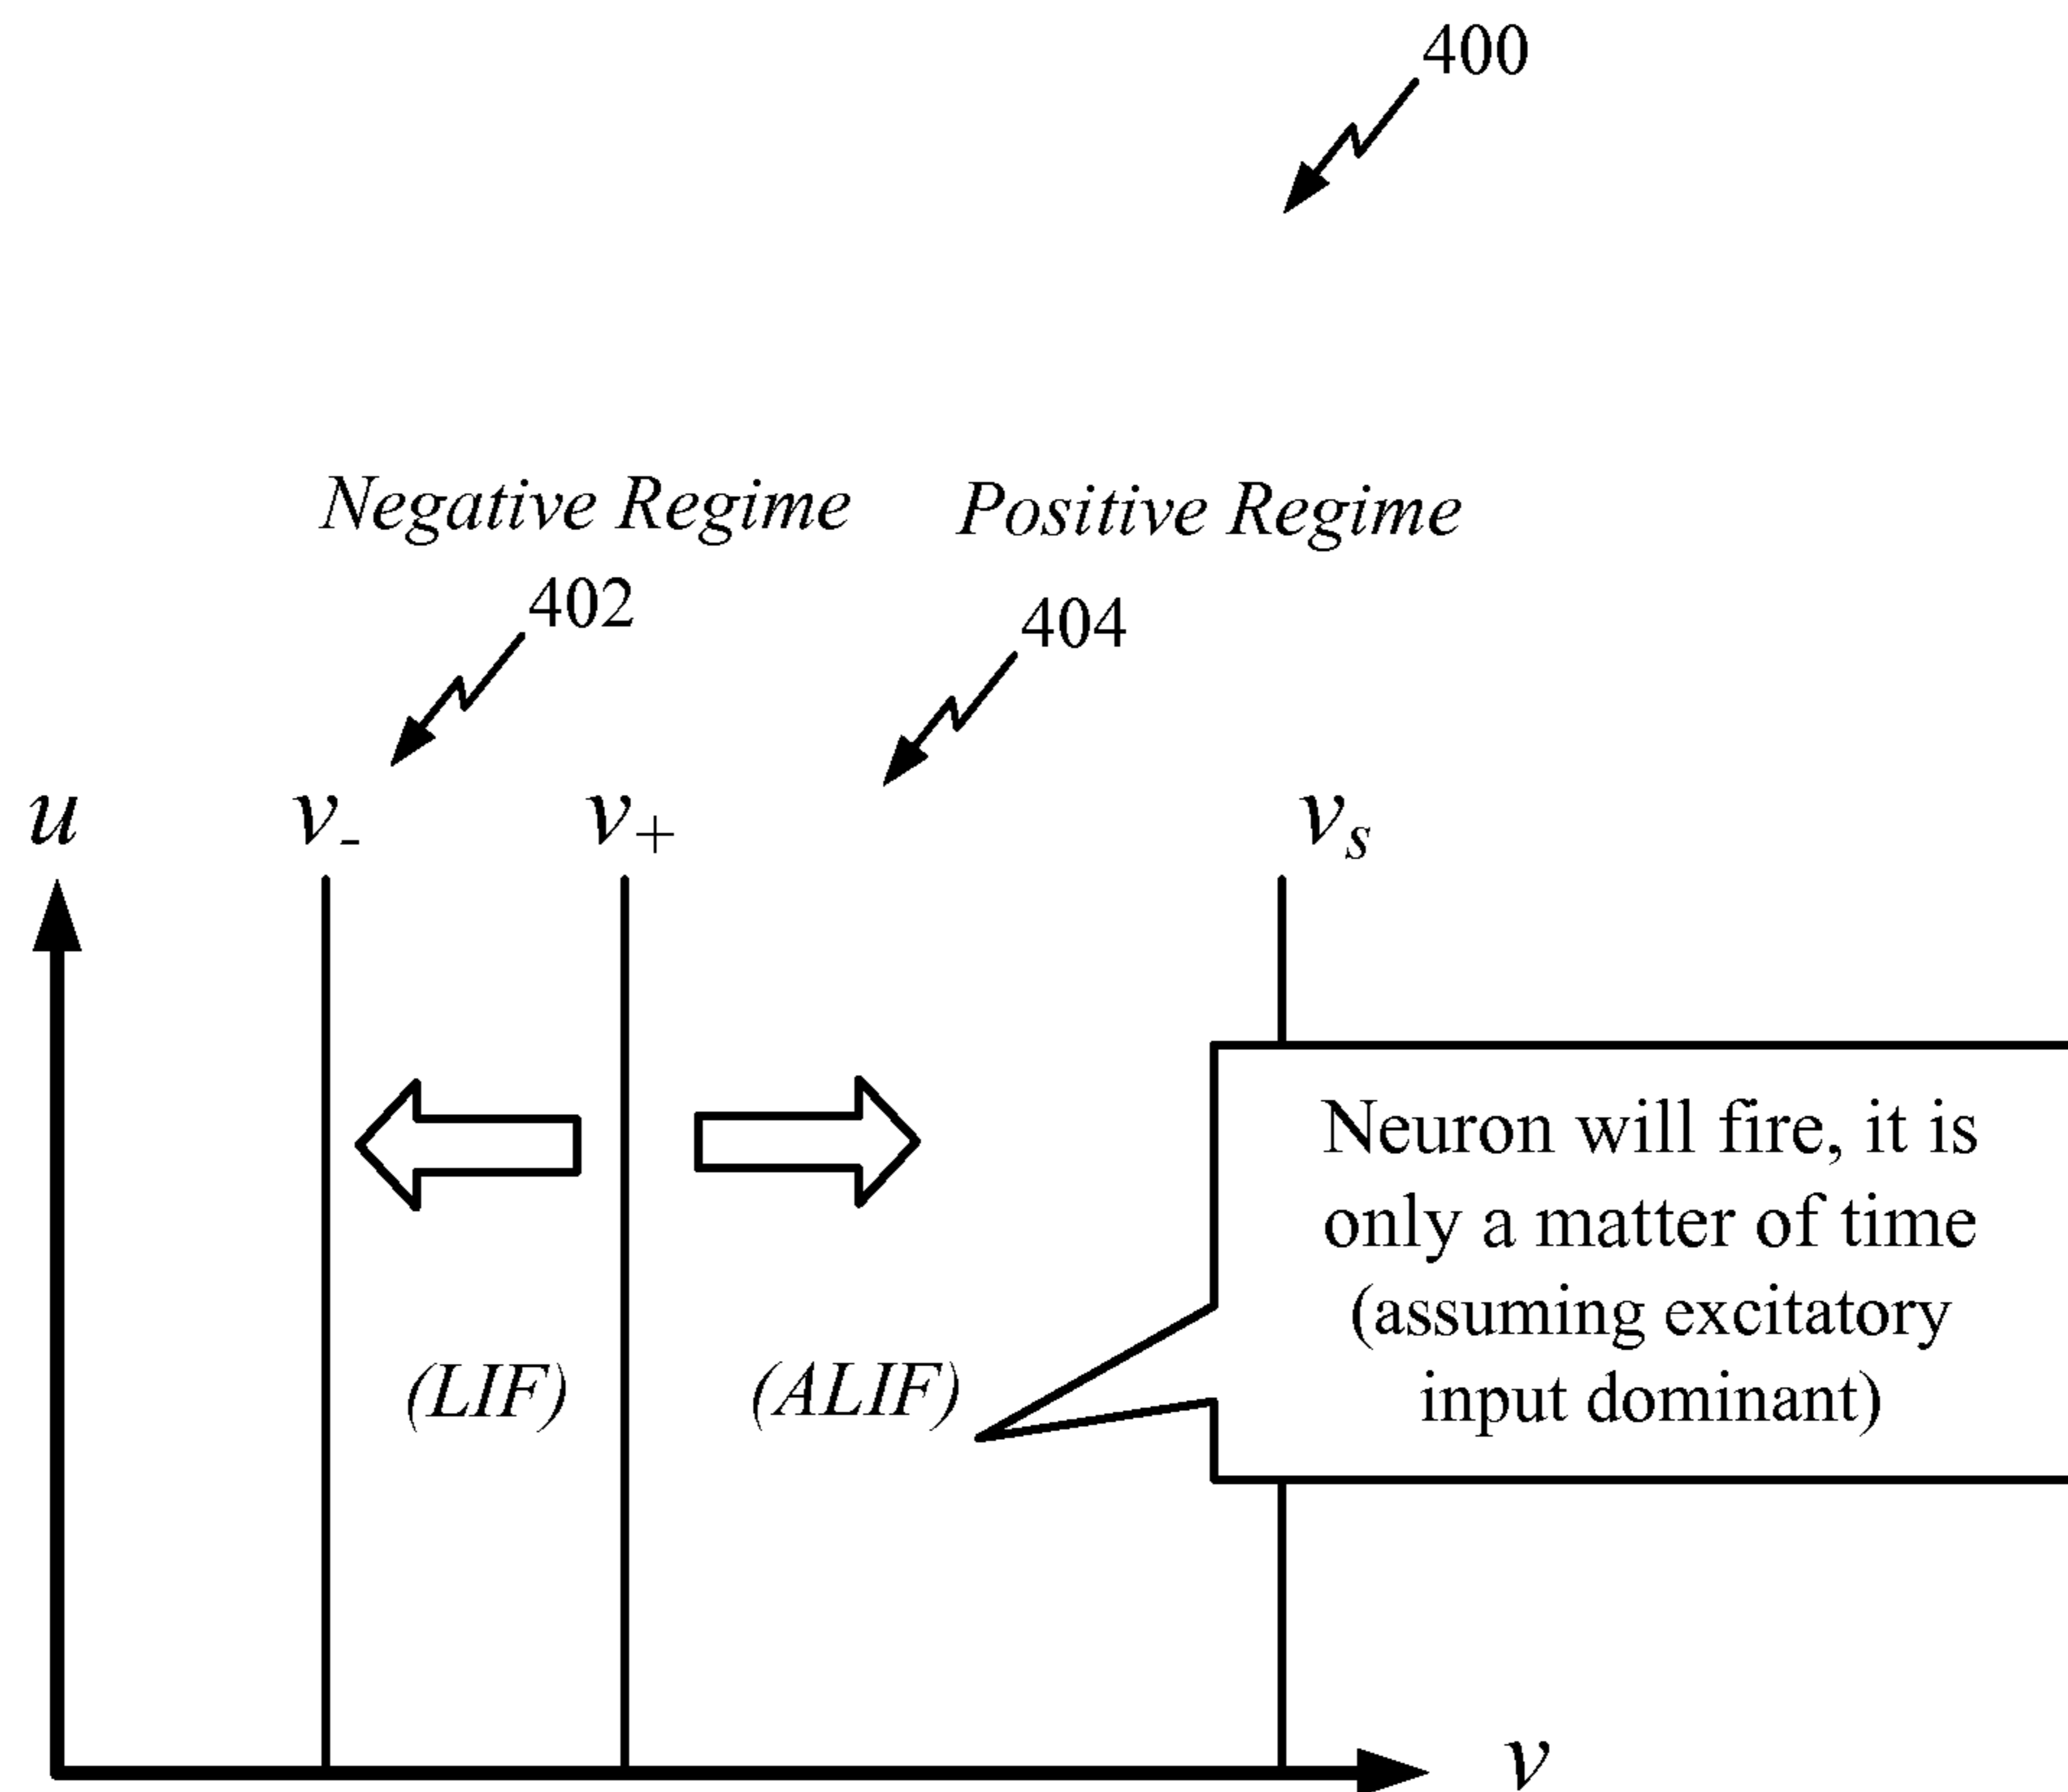 400
Negative Regime
Positive Regime
402
404
u
v-
v+
vs
Neuron will fire, it is
only a matter of time
(assuming excitatory
input dominant)
(LIF)
(ALIF)
v